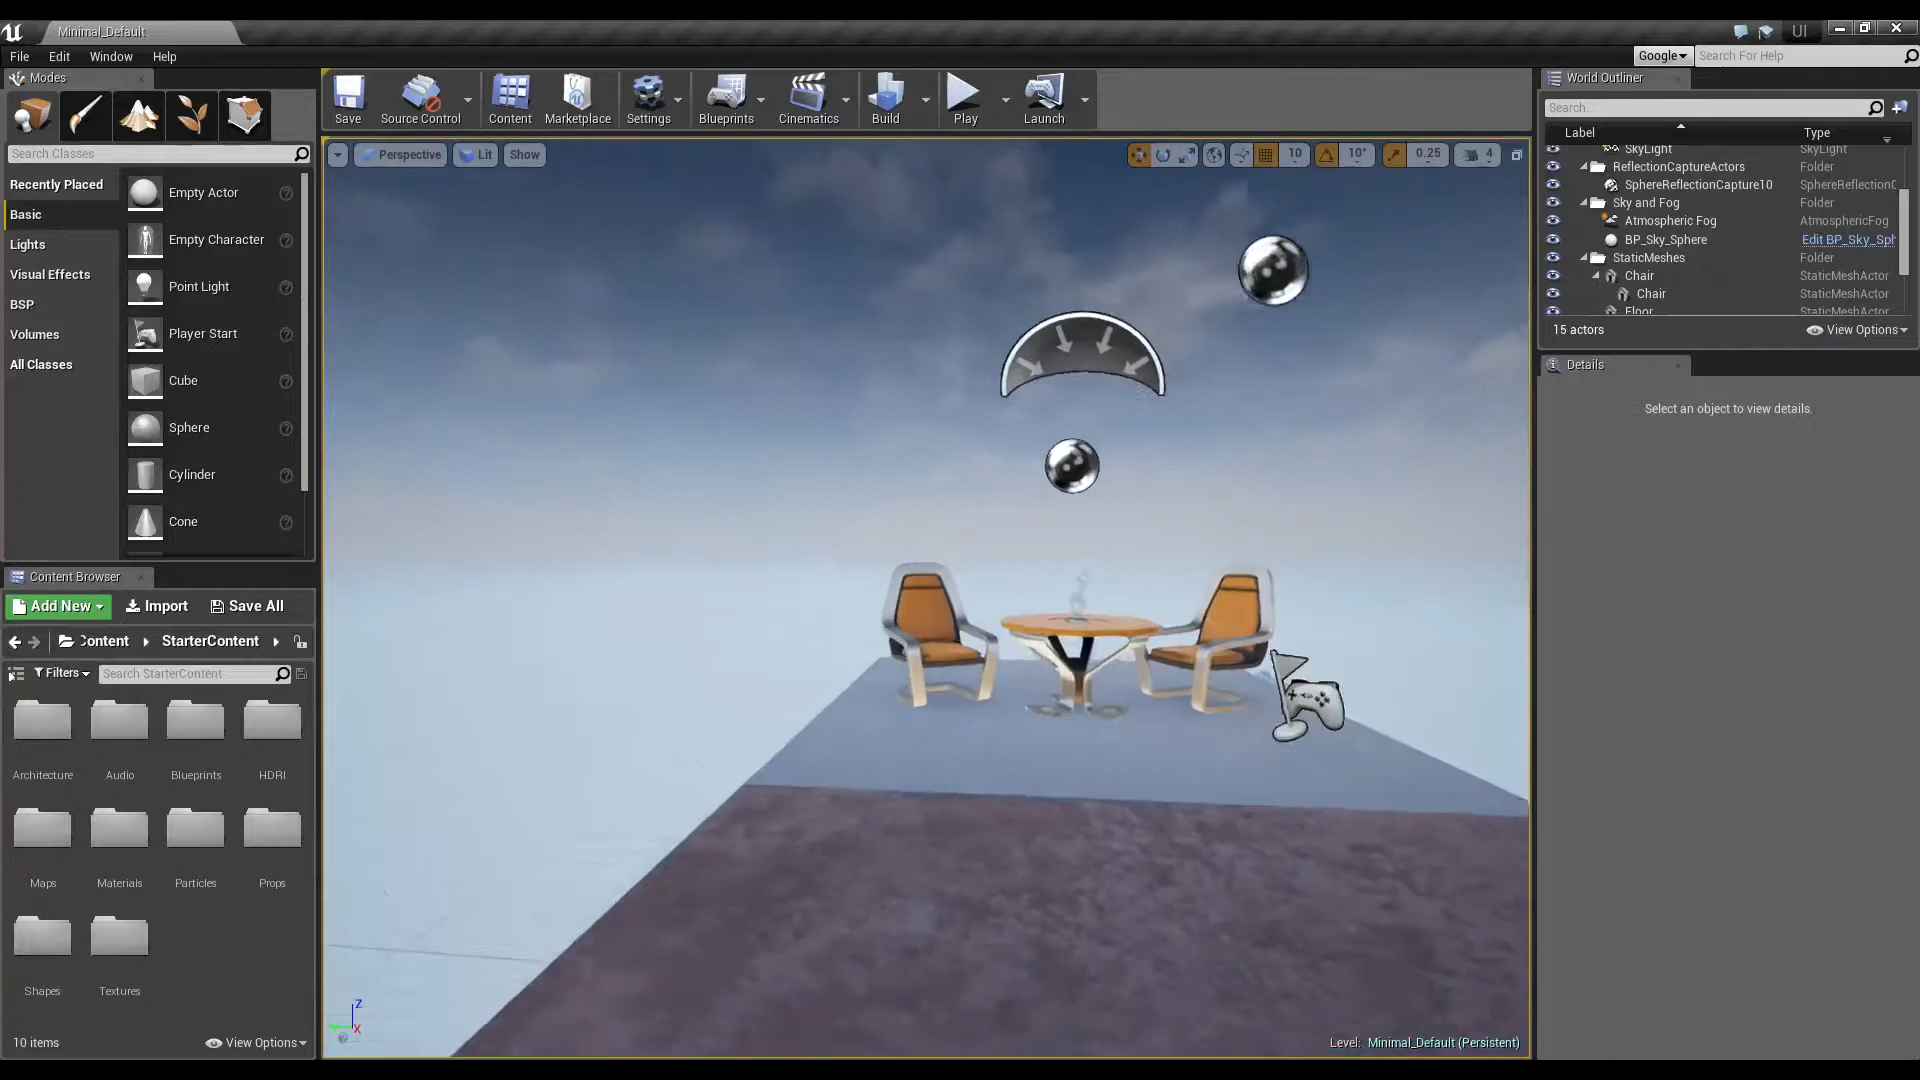 Minimal_Default
UI
File Edit Window Help
Google Search For Help
Modes
Search Classes
Recently Placed
Basic
Lights
Visual Effects
BSP
Volumes
All Classes
Empty Actor
Empty Character
Point Light
Player Start
Cube
Sphere
Cylinder
Cone
Save Source Control Content Marketplace Settings Blueprints Cinematics Build Play Launch
Perspective Lit Show
10 10° 0.25 4
Level: Minimal_Default (Persistent)
Z
X
Content Browser
Add New Import Save All
Content StarterContent
Filters Search StarterContent
Architecture Audio Blueprints HDRI
Maps Materials Particles Props
Shapes Textures
10 items View Options
World Outliner
Search...
Label Type
SkyLight SkyLight
ReflectionCaptureActors Folder
SphereReflectionCapture10 SphereReflectionC
Sky and Fog Folder
Atmospheric Fog AtmosphericFog
BP_Sky_Sphere Edit BP_Sky_Sph
StaticMeshes Folder
Chair StaticMeshActor
Chair StaticMeshActor
Floor StaticMeshActor
15 actors View Options
Details
Select an object to view details.